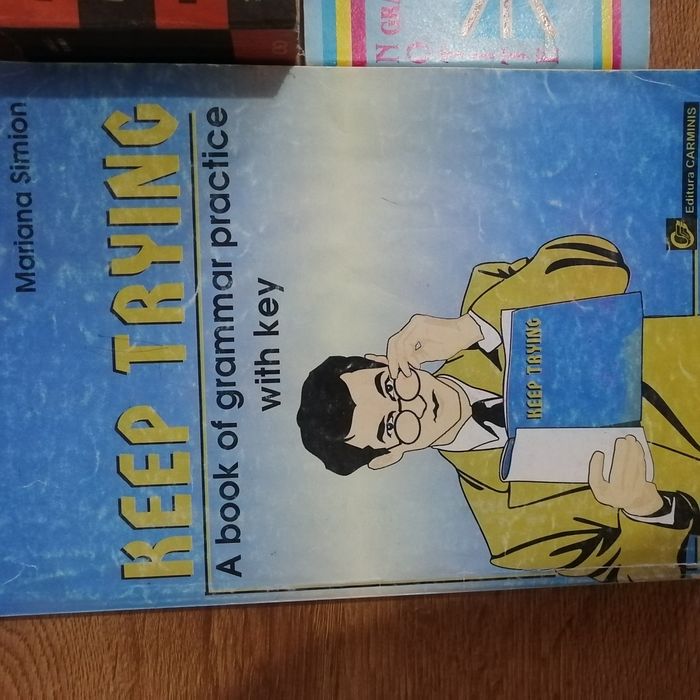 Mariana Simion
KEEP TRYING
A book of grammar practice
with key
KEEP TRYING
Editura CARMINIS